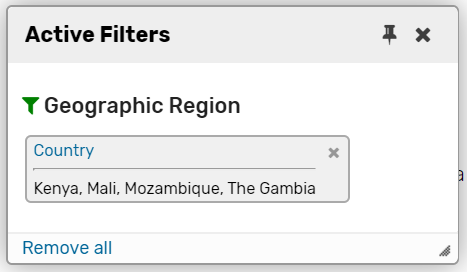 Active Filters
Geographic Region
Country
Kenya, Mali, Mozambique, The Gambia
a
Remove all